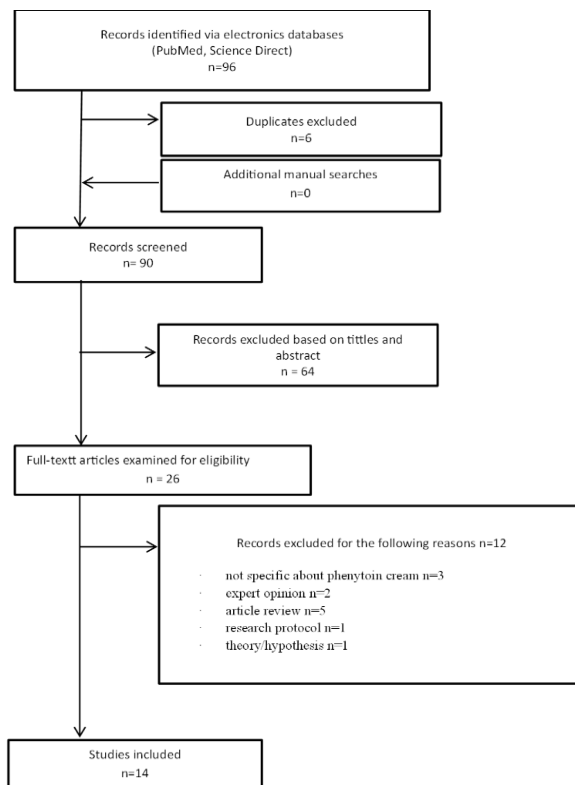 Records identified via electronics databases
(PubMed, Science Direct)
n=96
Duplicates excluded
n=6
Additional manual searches
n=0
Records screened
n= 90
Records excluded based on tittles and
abstract
n = 64
Full-textt articles examined for eligibility
n = 26
Records excluded for the following reasons n=12
· not specific about phenytoin cream n=3
· expert opinion n=2
· article review n=5
· research protocol n=1
· theory/hypothesis n=1
Studies included
n=14